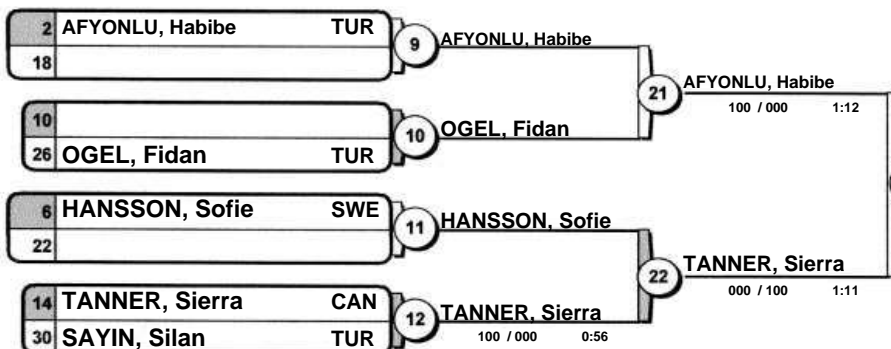 2 AFYONLU, Habibe TUR
18
9 AFYONLU, Habibe
10
26 OGEL, Fidan TUR
10 OGEL, Fidan
21 AFYONLU, Habibe
100 / 000 1:12
6 HANSSON, Sofie SWE
22
11 HANSSON, Sofie
14 TANNER, Sierra CAN
30 SAYIN, Silan TUR
12 TANNER, Sierra
100 / 000 0:56
22 TANNER, Sierra
000 / 100 1:11